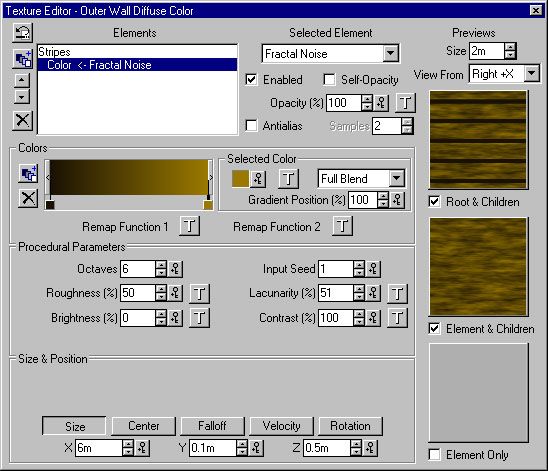 Texture Editor - Outer Wall Diffuse Color
Elements
Stripes
Color <- Fractal Noise
Selected Element
Fractal Noise
Enabled
Self-Opacity
Opacity (%) 100 T
Antialias
Samples 2
Previews
Size 2m
View From Right +X
Root & Children
Element & Children
Element Only
Colors
Selected Color
T
Full Blend
Gradient Position (%) 100
Remap Function 1 T
Remap Function 2 T
Procedural Parameters
Octaves 6
Input Seed 1
Roughness (%) 50 T
Lacunarity (%) 51 T
Brightness (%) 0 T
Contrast (%) 100 T
Size & Position
Size Center Falloff Velocity Rotation
X 6m Y 0.1m Z 0.5m